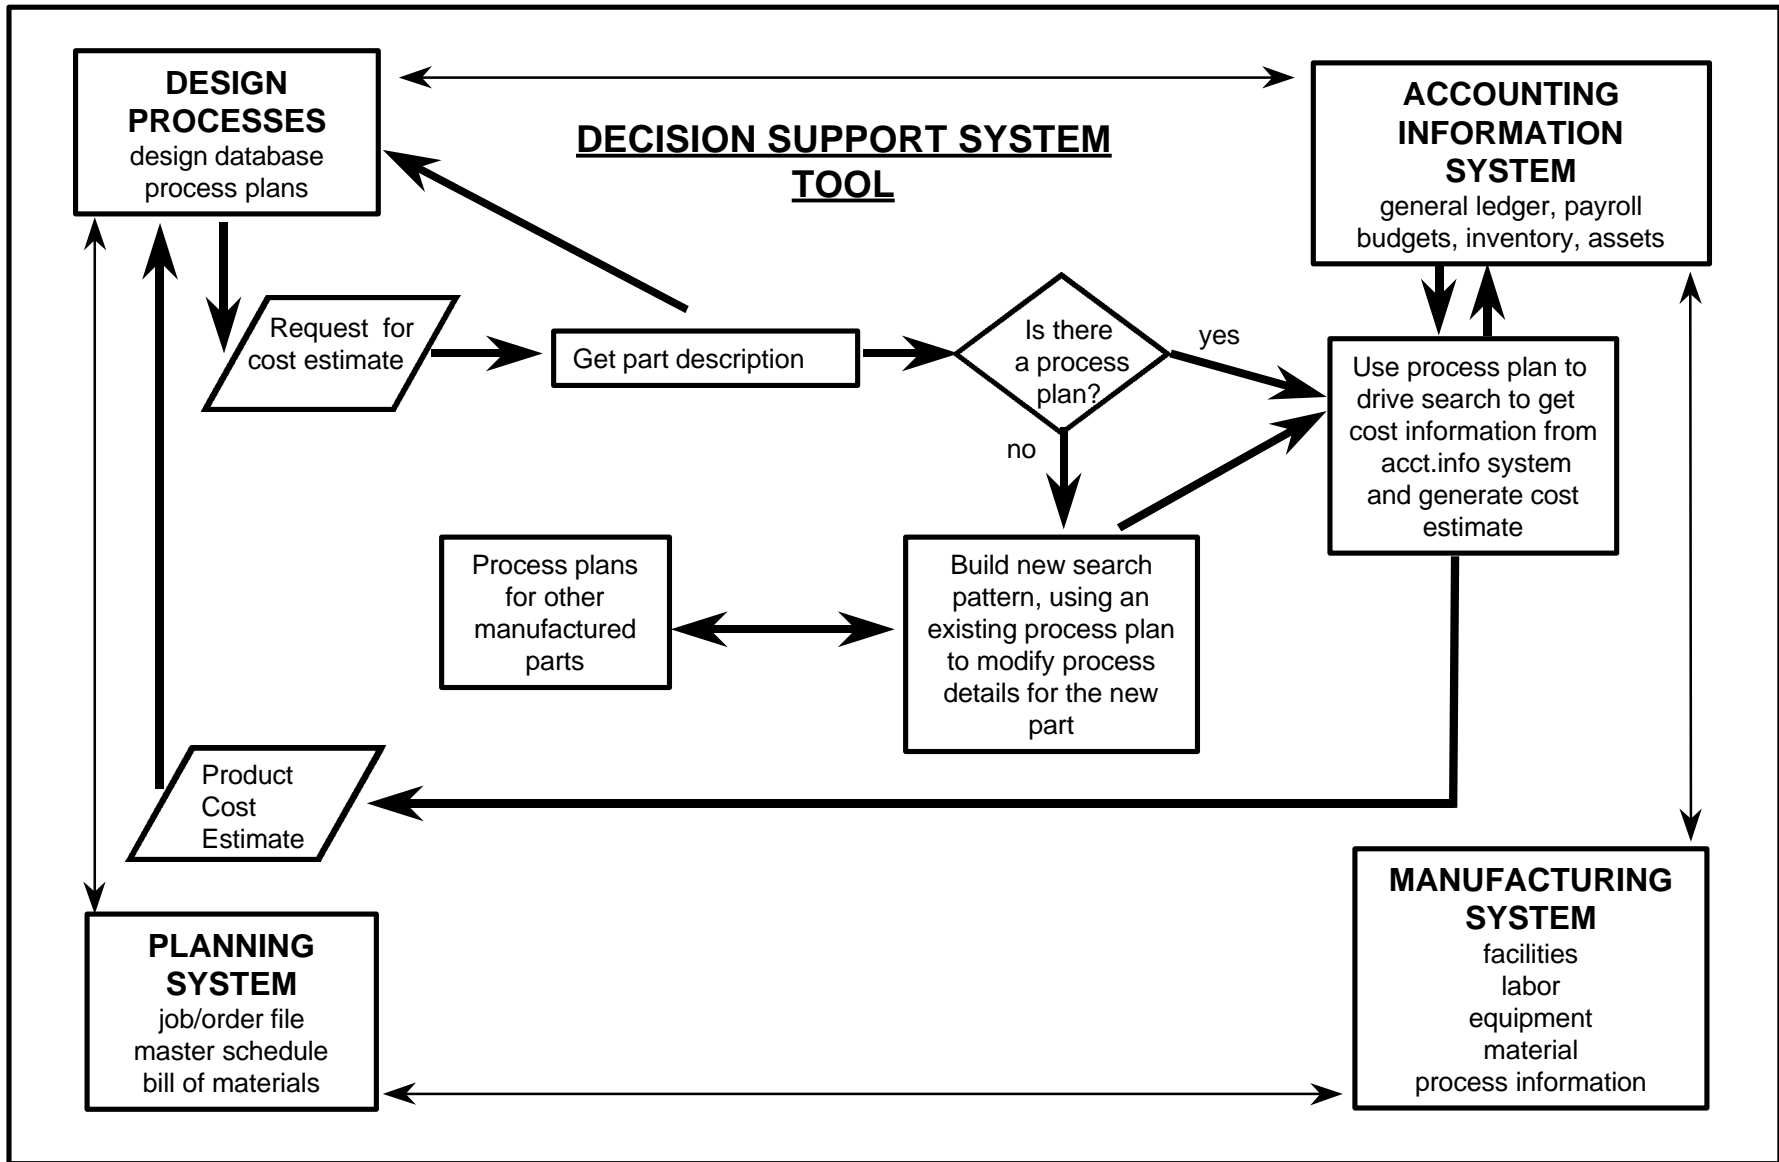 DESIGN
PROCESSES
design database
process plans
DECISION SUPPORT SYSTEM
TOOL
ACCOUNTING
INFORMATION
SYSTEM
general ledger, payroll
budgets, inventory, assets
Request for
cost estimate
Get part description
Is there
a process
plan?
yes
no
Use process plan to
drive search to get
cost information from
acct.info system
and generate cost
estimate
Process plans
for other
manufactured
parts
Build new search
pattern, using an
existing process plan
to modify process
details for the new
part
Product
Cost
Estimate
PLANNING
SYSTEM
job/order file
master schedule
bill of materials
MANUFACTURING
SYSTEM
facilities
labor
equipment
material
process information